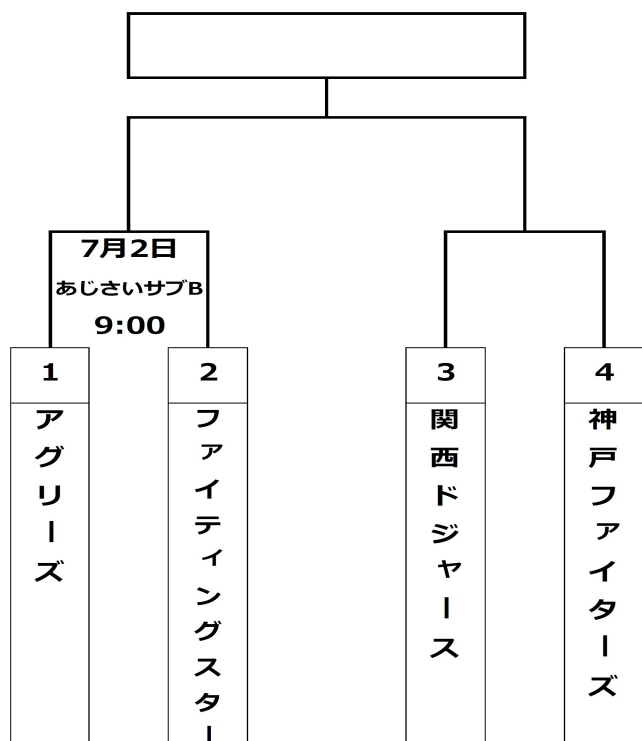 7月2日
あじさいサブB
9:00
1
アグリーズ
2
ファイティングスター
3
関西ドジャース
4
神戸ファイターズ